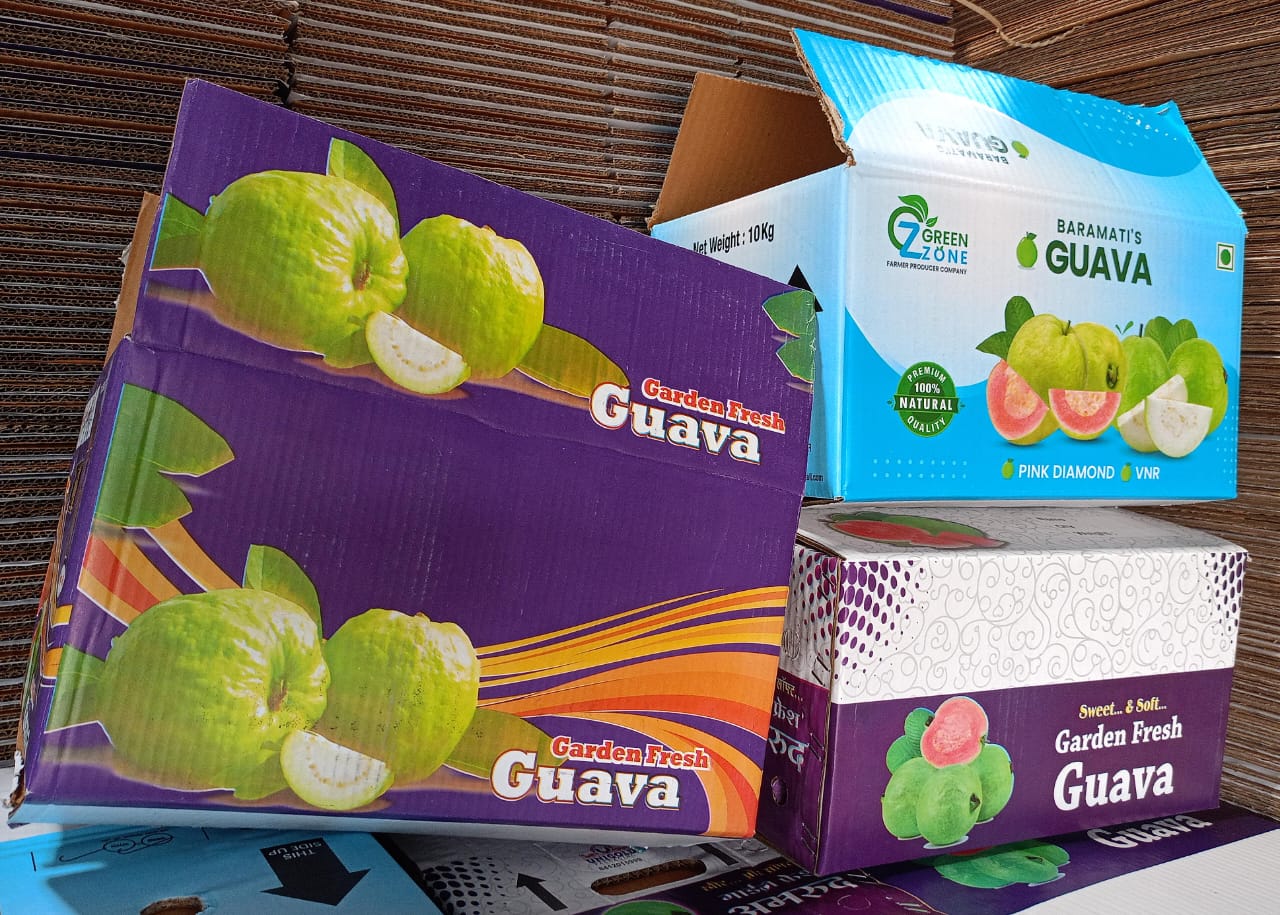 Garden Fresh
Guava
Garden Fresh
Guava
Net Weight : 10Kg
BARAMATI'S
GUAVA
GREEN
ZONE
FARMER PRODUCER COMPANY
BARAMATI'S
GUAVA
PREMIUM
100%
NATURAL
QUALITY
PINK DIAMOND
VNR
Sweet... & Soft...
Garden Fresh
Guava
THIS
SIDE UP
Guava